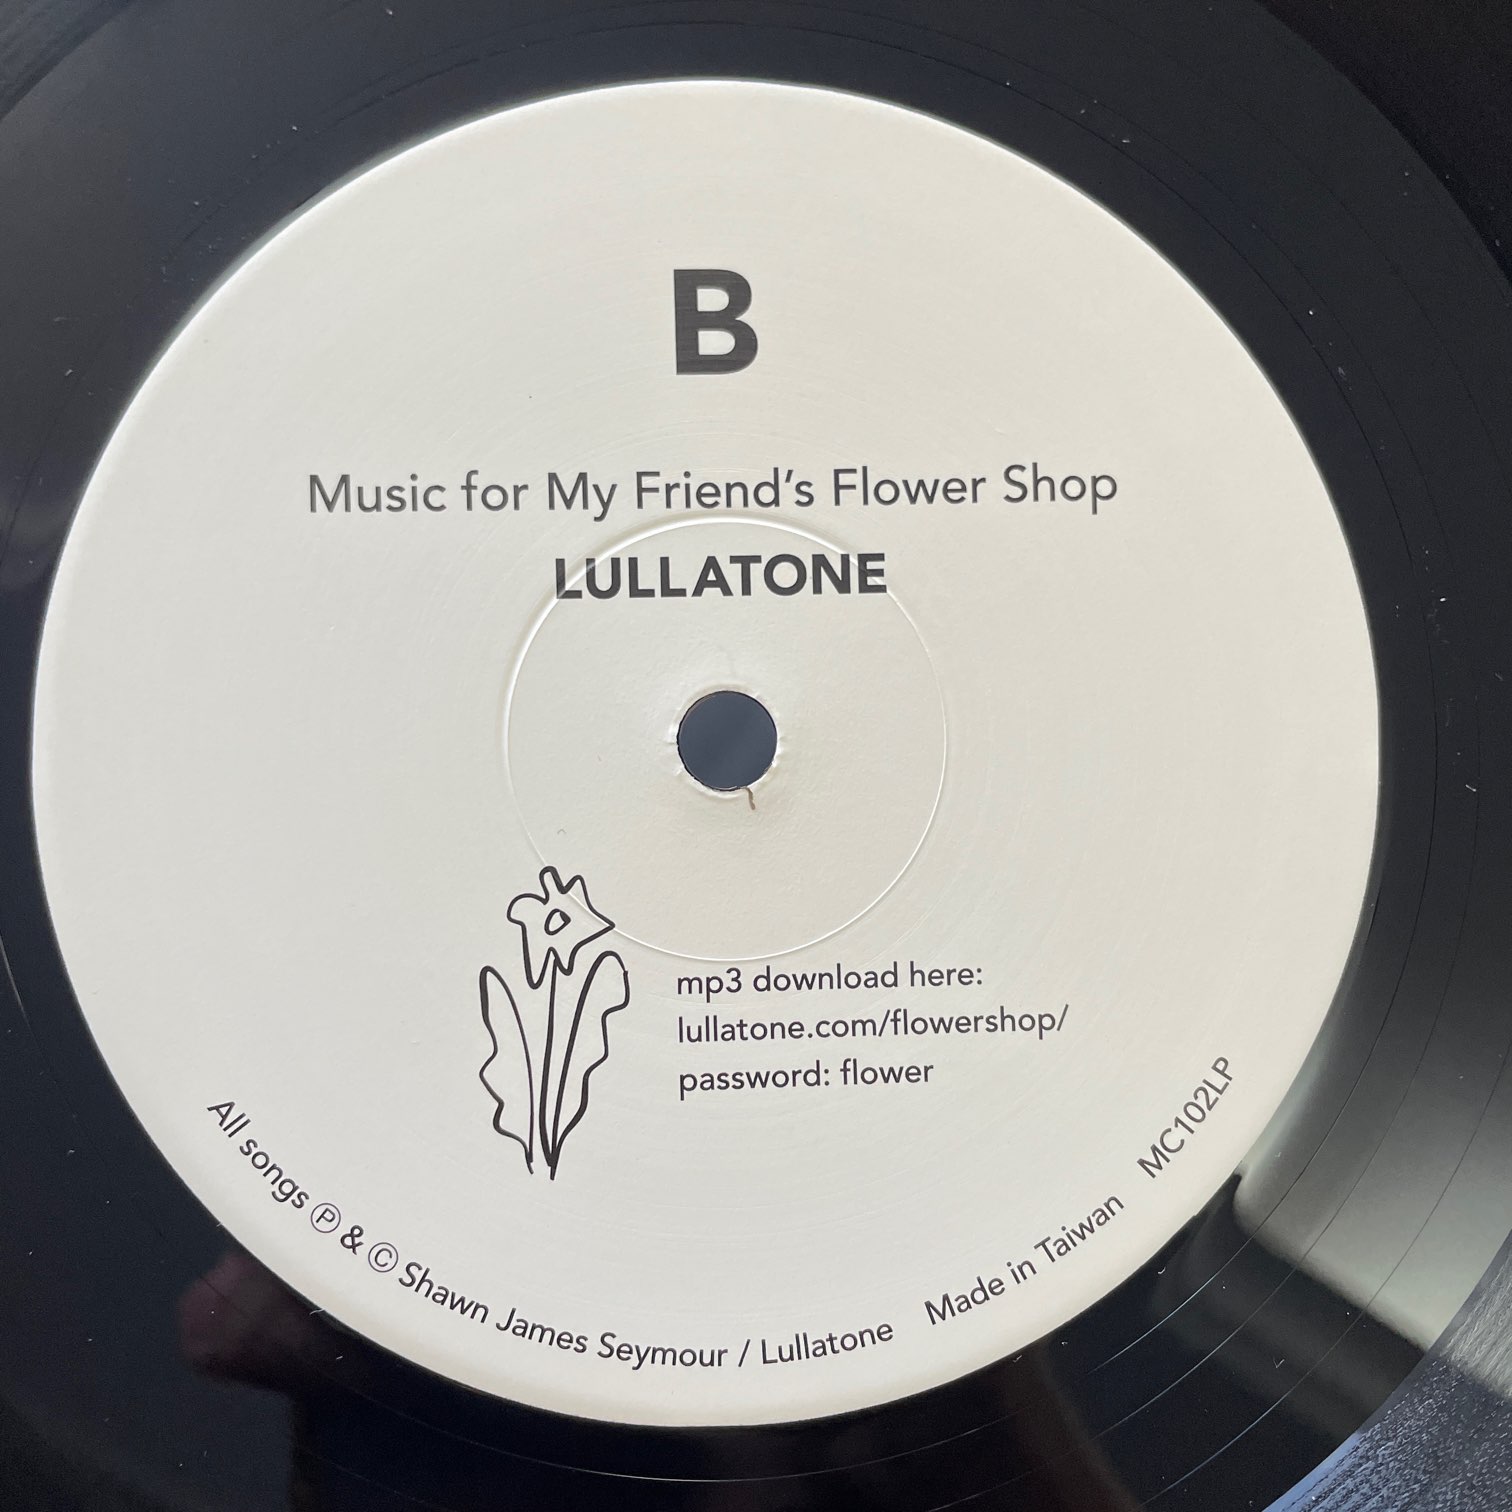 B
Music for My Friend's Flower Shop
LULLATONE
mp3 download here:
lullatone.com/flowershop/
password: flower
All songs Ⓟ & Ⓒ Shawn James Seymour / Lullatone Made in Taiwan MC102LP